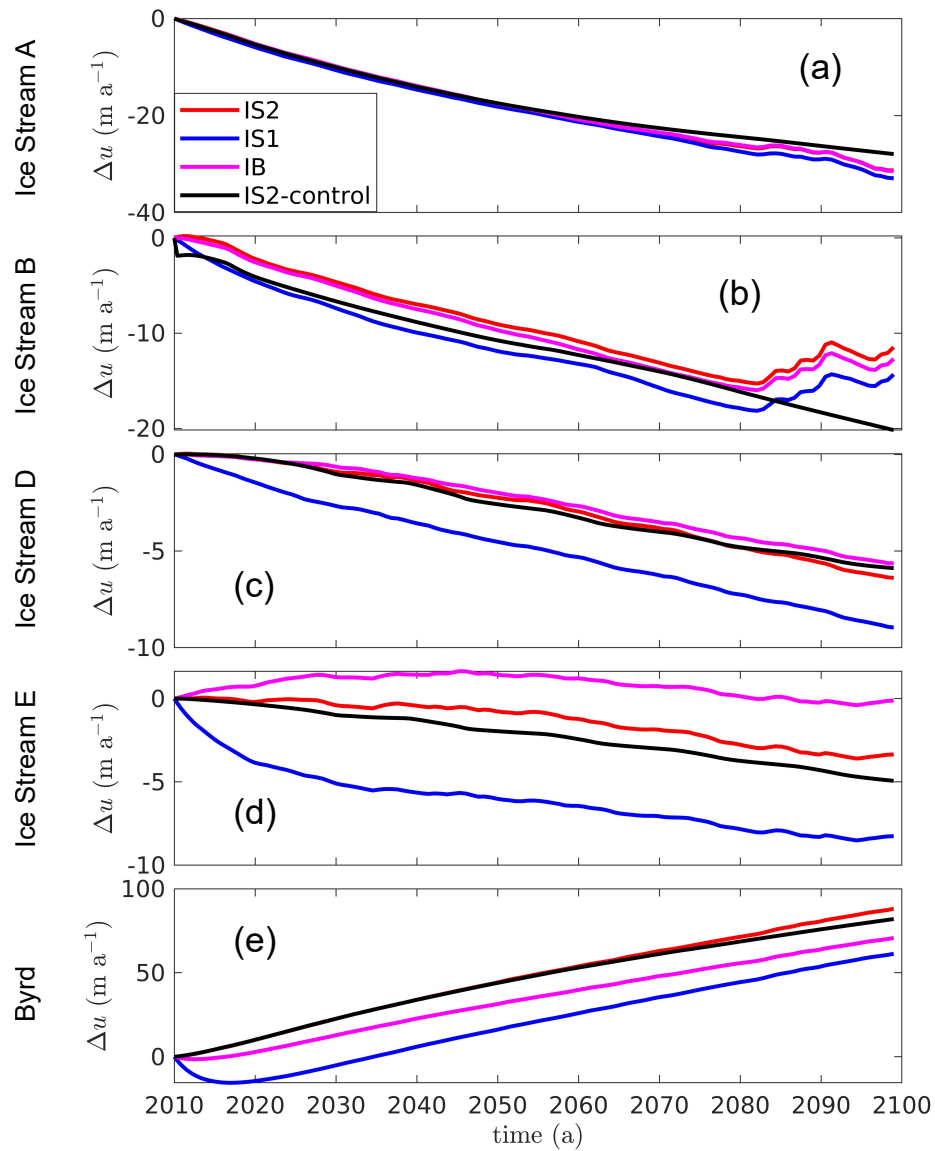 Ice Stream A
Δu (m a⁻¹)
0
-20
-40
(a)
IS2
IS1
IB
IS2-control
Ice Stream B
Δu (m a⁻¹)
0
-10
-20
(b)
Ice Stream D
Δu (m a⁻¹)
0
-5
-10
(c)
Ice Stream E
Δu (m a⁻¹)
0
-5
-10
(d)
Byrd
Δu (m a⁻¹)
100
50
0
(e)
2010 2020 2030 2040 2050 2060 2070 2080 2090 2100
time (a)